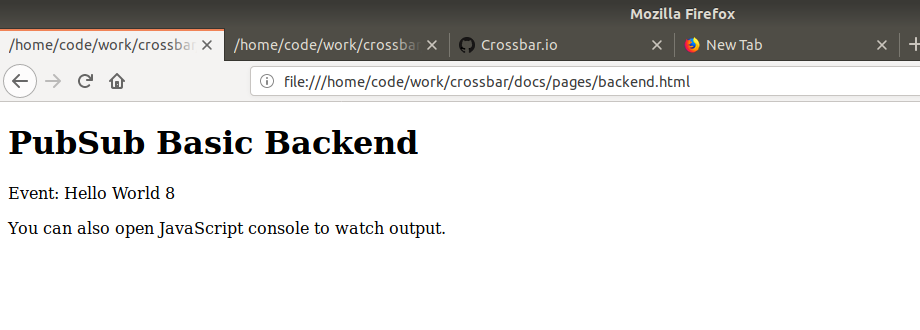 Mozilla Firefox
/home/code/work/crossbar
/home/code/work/crossbar
Crossbar.io
New Tab
file:///home/code/work/crossbar/docs/pages/backend.html
PubSub Basic Backend
Event: Hello World 8
You can also open JavaScript console to watch output.